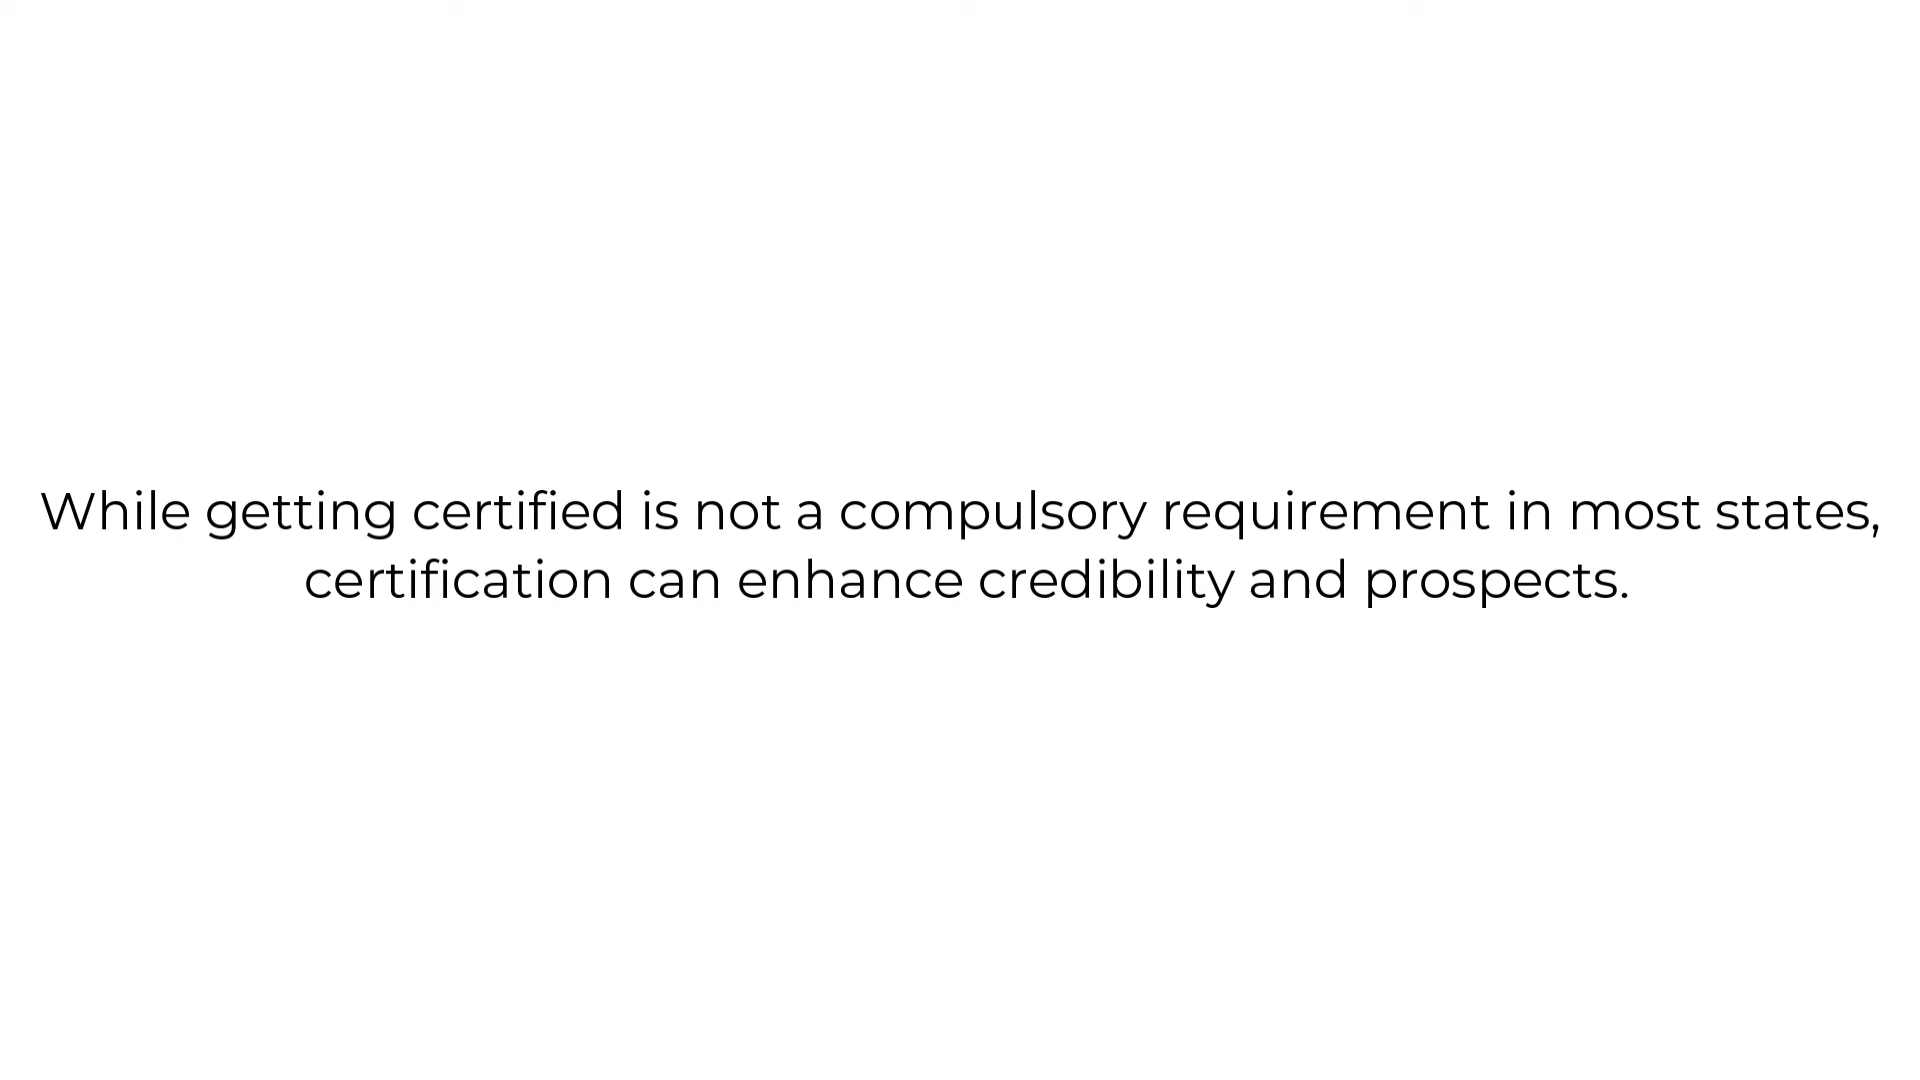 While getting certified is not a compulsory requirement in most states,
certification can enhance credibility and prospects.